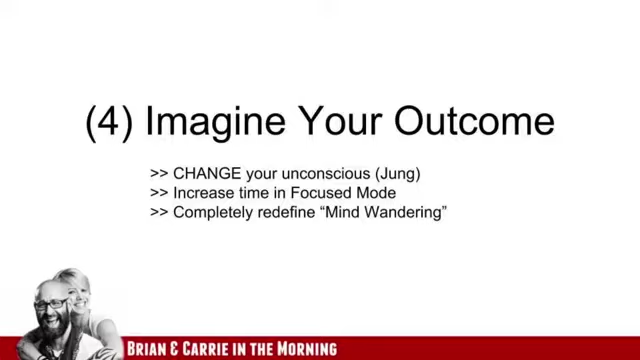 (4) Imagine Your Outcome
>> CHANGE your unconscious (Jung)
>> Increase time in Focused Mode
>> Completely redefine “Mind Wandering”
BRIAN & CARRIE IN THE MORNING